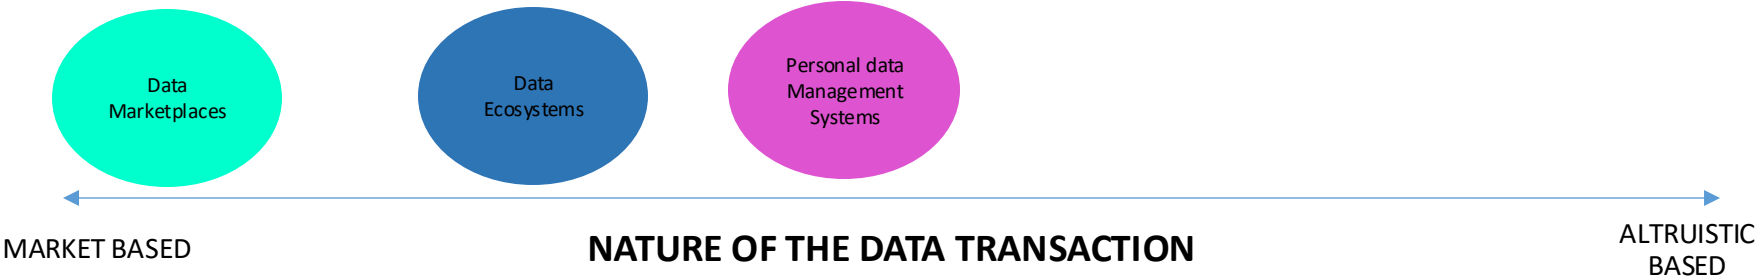 Data
Marketplaces
Data
Ecosystems
Personal data
Management
Systems
MARKET BASED
NATURE OF THE DATA TRANSACTION
ALTRUISTIC
BASED